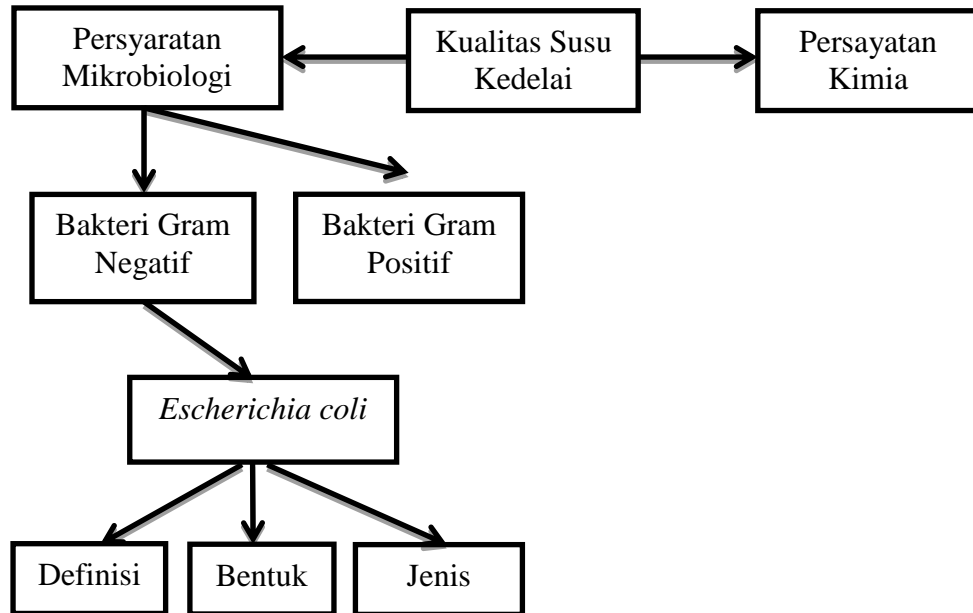 Persyaratan
Mikrobiologi
Kualitas Susu
Kedelai
Persayatan
Kimia
Bakteri Gram
Negatif
Bakteri Gram
Positif
Escherichia coli
Definisi
Bentuk
Jenis